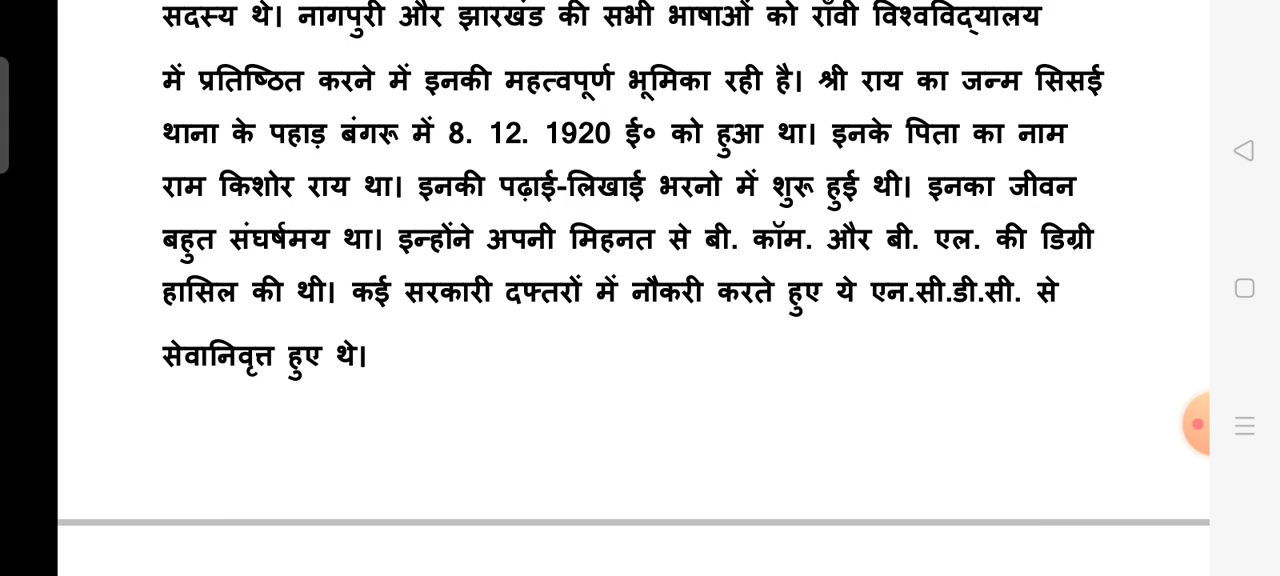 सदस्य थे। नागपुरी और झारखंड की सभी भाषाओं को राँवी विश्वविद्यालय
में प्रतिष्ठित करने में इनकी महत्वपूर्ण भूमिका रही है। श्री राय का जन्म सिसई
थाना के पहाड़ बंगरू में 8. 12. 1920 ई० को हुआ था। इनके पिता का नाम
राम किशोर राय था। इनकी पढ़ाई-लिखाई भरनो में शुरू हुई थी। इनका जीवन
बहुत संघर्षमय था। इन्होंने अपनी मिहनत से बी. कॉम. और बी. एल. की डिग्री
हासिल की थी। कई सरकारी दफ्तरों में नौकरी करते हुए ये एन.सी.डी.सी. से
सेवानिवृत्त हुए थे।